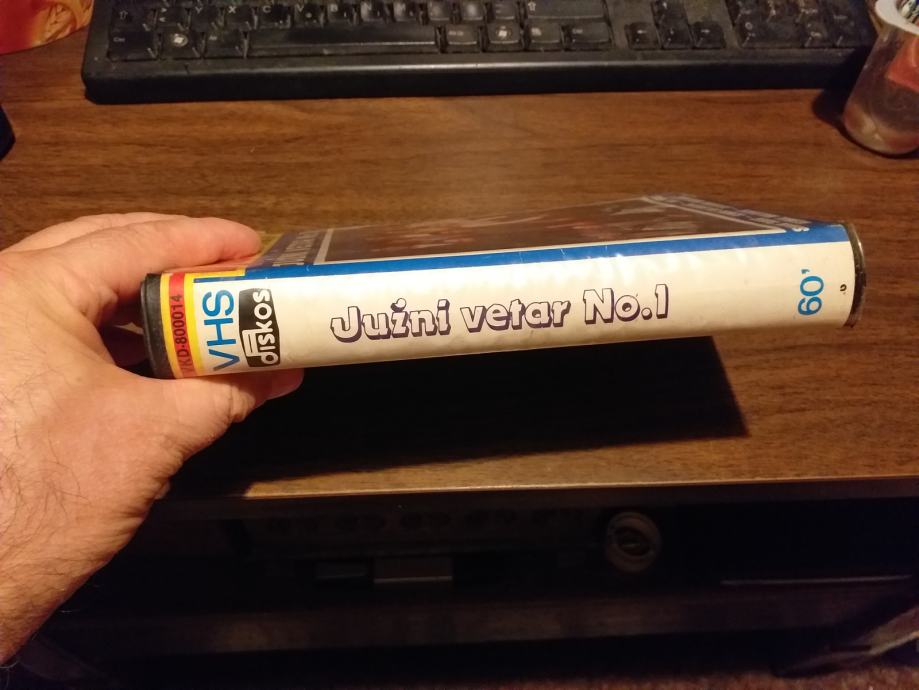 VKD-800014
VHS
diskos
Južni vetar No.1
60’